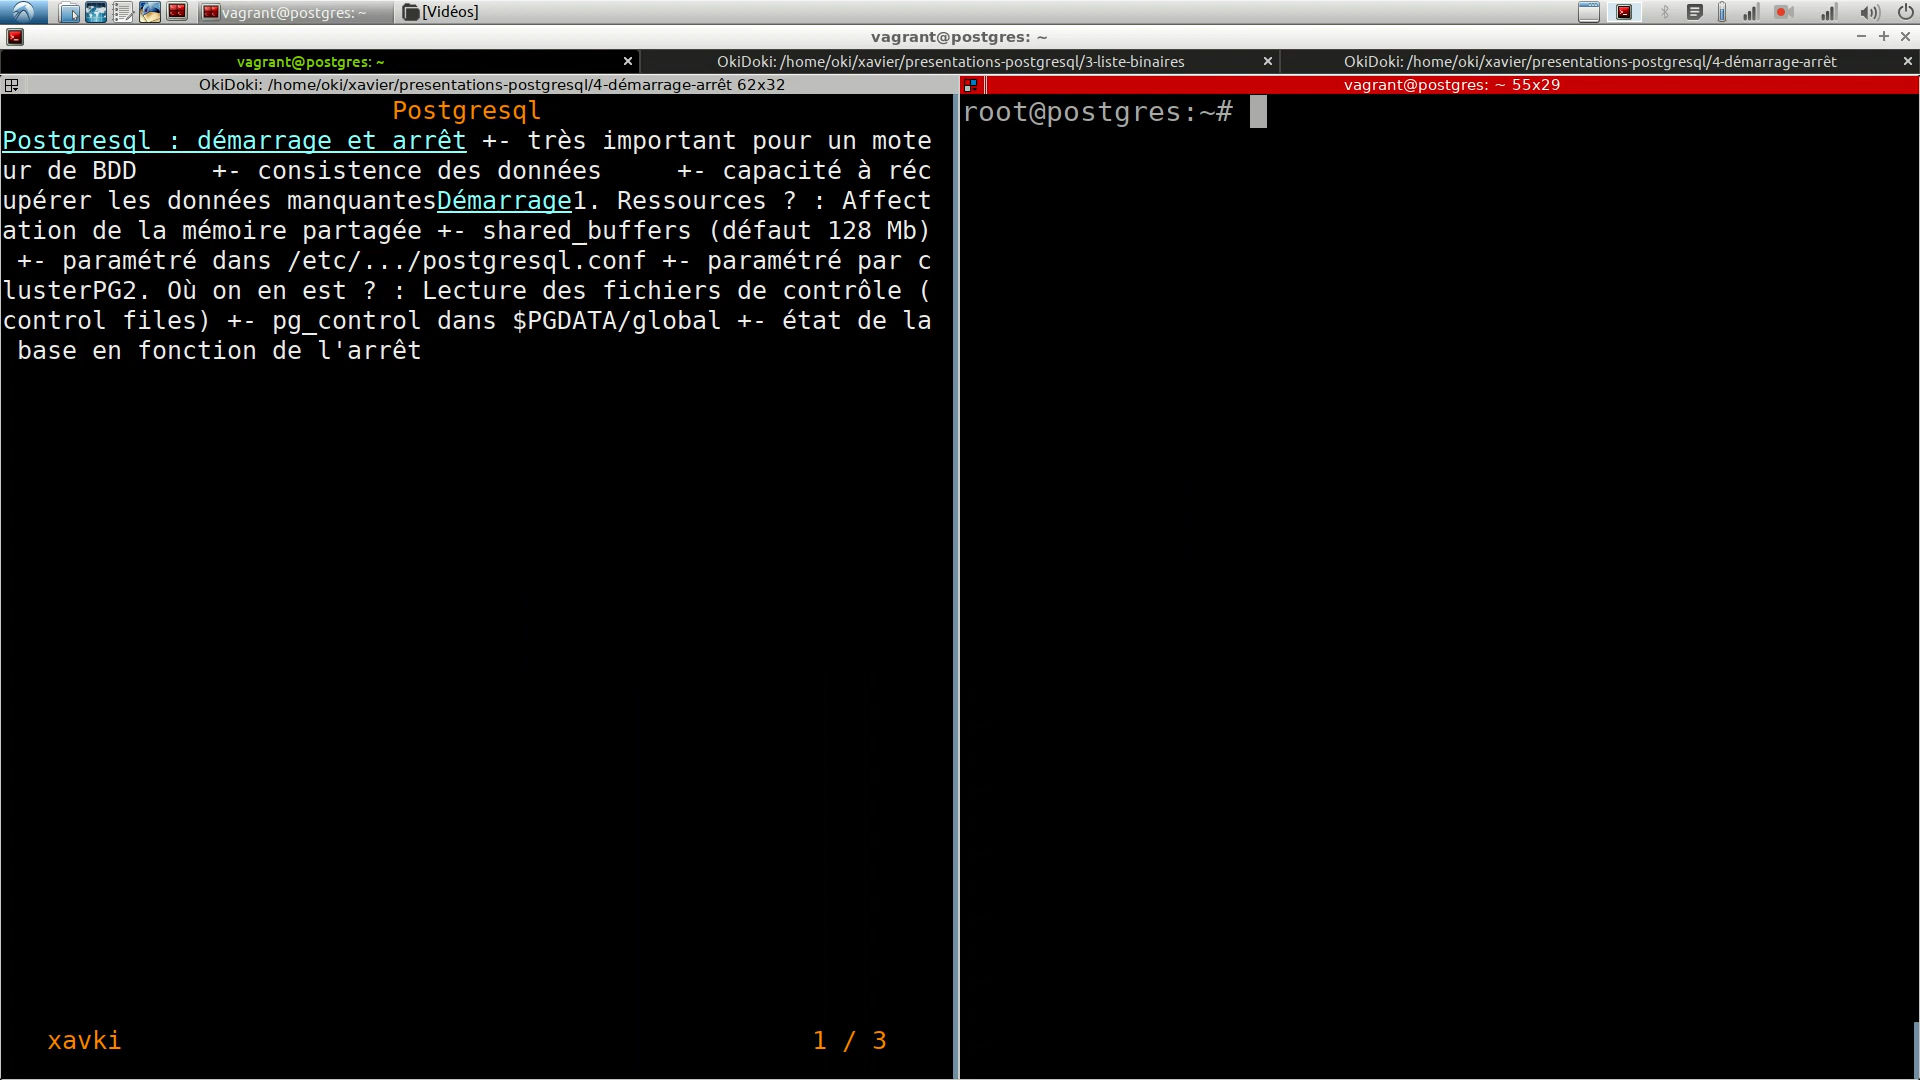 vagrant@postgres: ~
[Vidéos]
vagrant@postgres: ~
vagrant@postgres: ~
OkiDoki: /home/oki/xavier/presentations-postgresql/3-liste-binaires
OkiDoki: /home/oki/xavier/presentations-postgresql/4-démarrage-arrêt
OkiDoki: /home/oki/xavier/presentations-postgresql/4-démarrage-arrêt 62x32
Postgresql
Postgresql : démarrage et arrêt +- très important pour un mote
ur de BDD     +- consistence des données     +- capacité à réc
upérer les données manquantesDémarrage1. Ressources ? : Affect
ation de la mémoire partagée +- shared_buffers (défaut 128 Mb)
 +- paramétré dans /etc/.../postgresql.conf +- paramétré par c
lusterPG2. Où on en est ? : Lecture des fichiers de contrôle (
control files) +- pg_control dans $PGDATA/global +- état de la
 base en fonction de l'arrêt
xavki
1 / 3
vagrant@postgres: ~ 55x29
root@postgres:~#